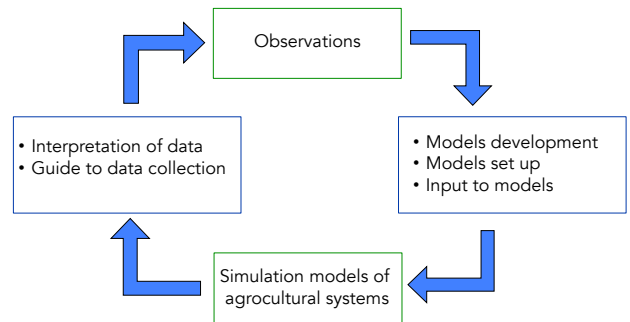 Observations
• Interpretation of data
• Guide to data collection
• Models development
• Models set up
• Input to models
Simulation models of
agrocultural systems